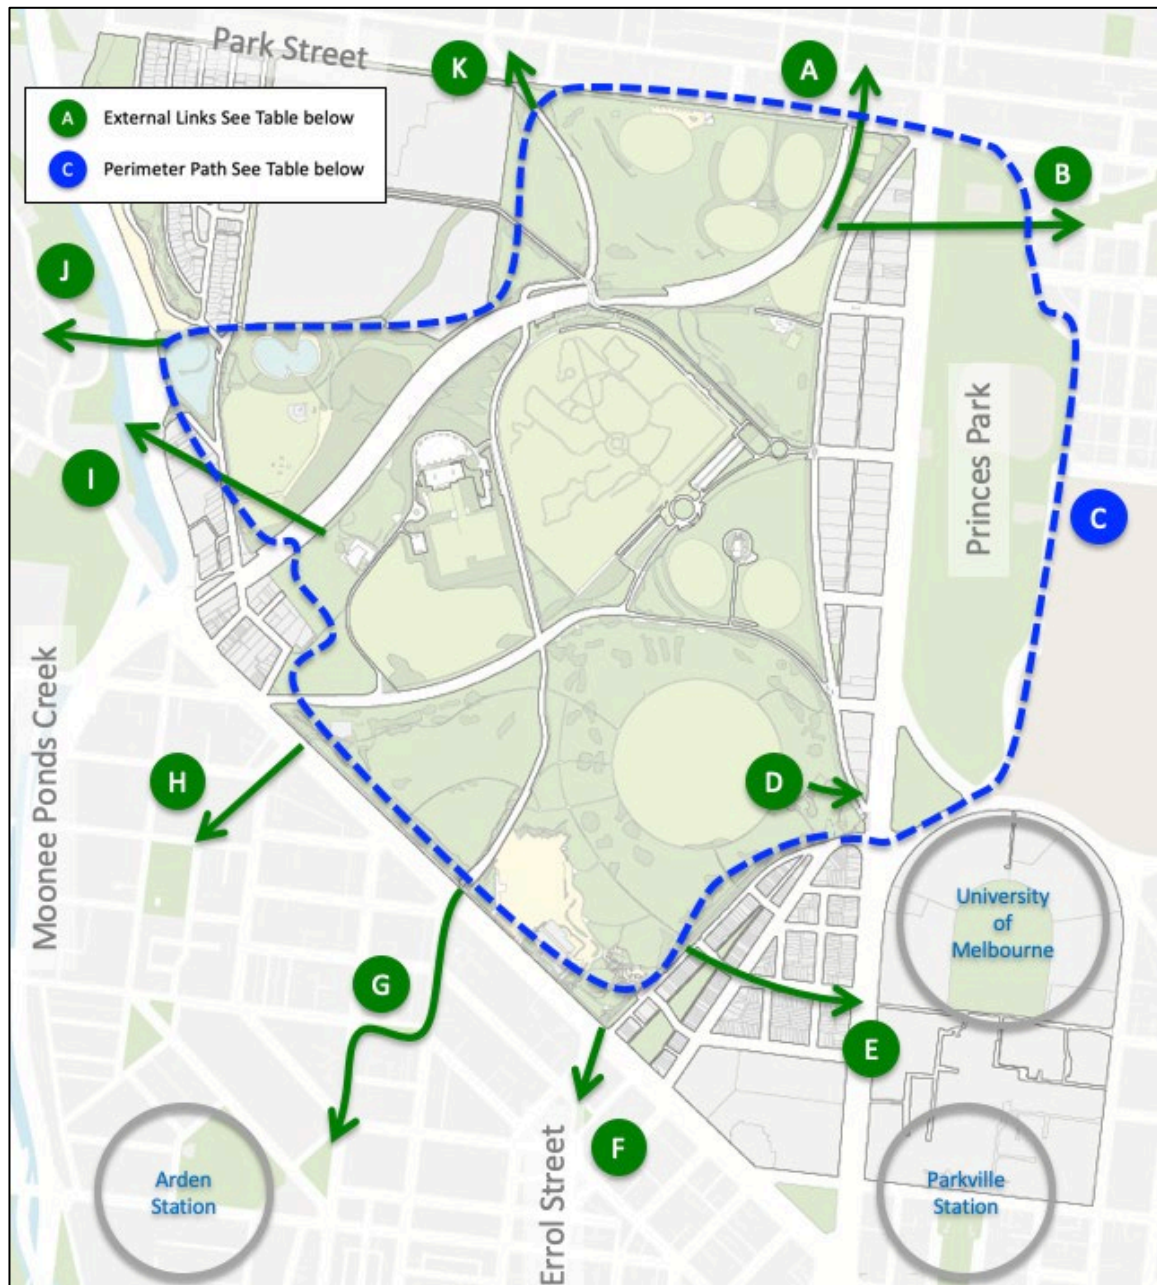 Park Street
K
A
A External Links See Table below
C Perimeter Path See Table below
B
J
Princes Park
I
C
Moonee Ponds Creek
H
D
University
of
Melbourne
G
E
F
Errol Street
Arden
Station
Parkville
Station